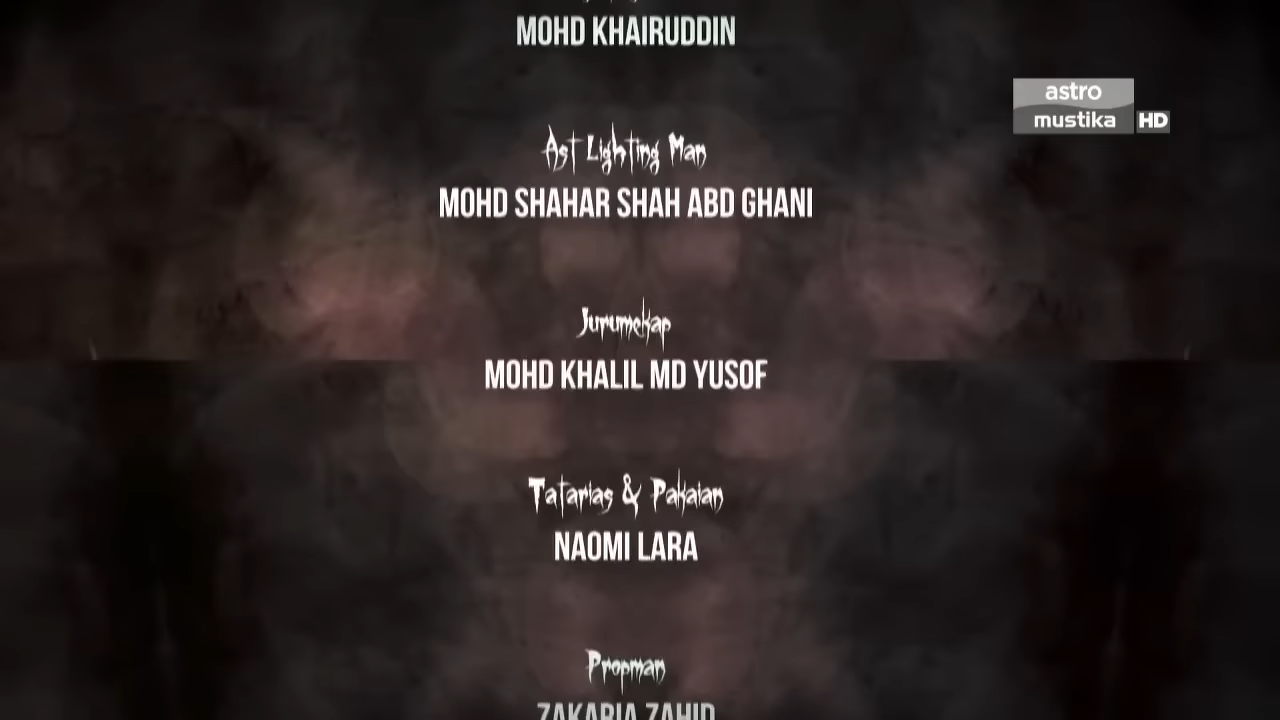 MOHD KHAIRUDDIN
astro
mustika HD
Ast Lighting Man
MOHD SHAHAR SHAH ABD GHANI
Jurumekap
MOHD KHALIL MD YUSOF
Tatarias & Pakaian
NAOMI LARA
Propman
ZAKARIA ZAHID